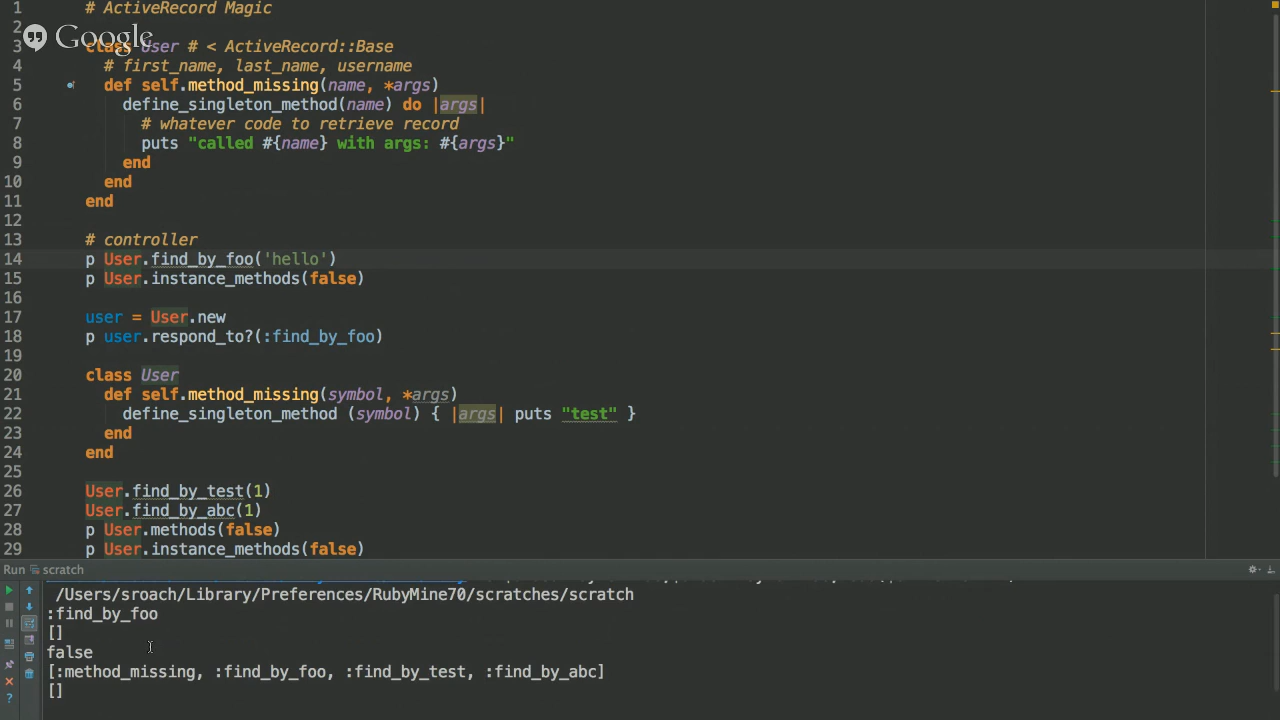 1 # ActiveRecord Magic
2
Google
3 class User # < ActiveRecord::Base
4 # first_name, last_name, username
5 def self.method_missing(name, *args)
6 define_singleton_method(name) do |args|
7 # whatever code to retrieve record
8 puts "called #{name} with args: #{args}"
9 end
10 end
11 end
12
13 # controller
14 p User.find_by_foo('hello')
15 p User.instance_methods(false)
16
17 user = User.new
18 p user.respond_to?(:find_by_foo)
19
20 class User
21 def self.method_missing(symbol, *args)
22 define_singleton_method (symbol) { |args| puts "test" }
23 end
24 end
25
26 User.find_by_test(1)
27 User.find_by_abc(1)
28 p User.methods(false)
29 p User.instance_methods(false)
Run scratch
/Users/sroach/Library/Preferences/RubyMine70/scratches/scratch
:find_by_foo
[]
false
[:method_missing, :find_by_foo, :find_by_test, :find_by_abc]
[]